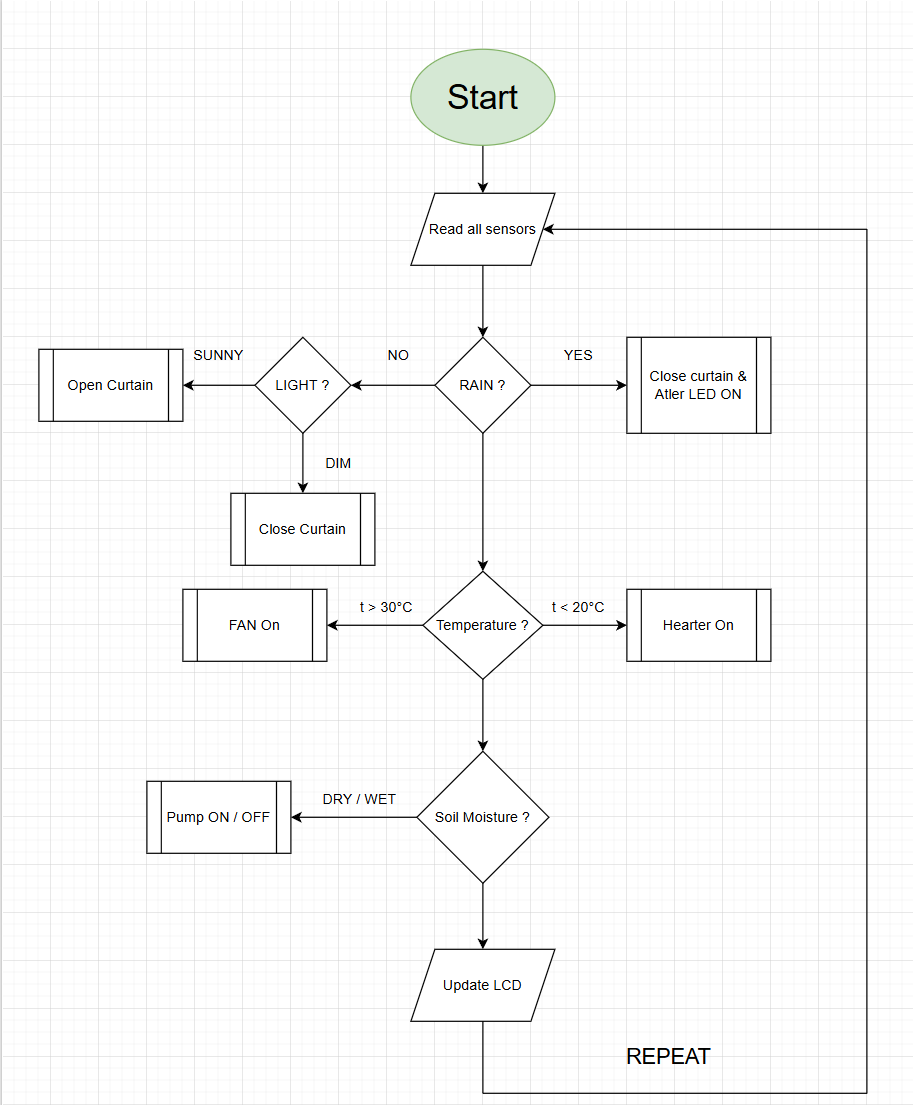 Start
Read all sensors
SUNNY
NO
YES
Open Curtain
LIGHT ?
RAIN ?
Close curtain &
Atler LED ON
DIM
Close Curtain
t > 30°C
t < 20°C
FAN On
Temperature ?
Hearter On
DRY / WET
Pump ON / OFF
Soil Moisture ?
Update LCD
REPEAT